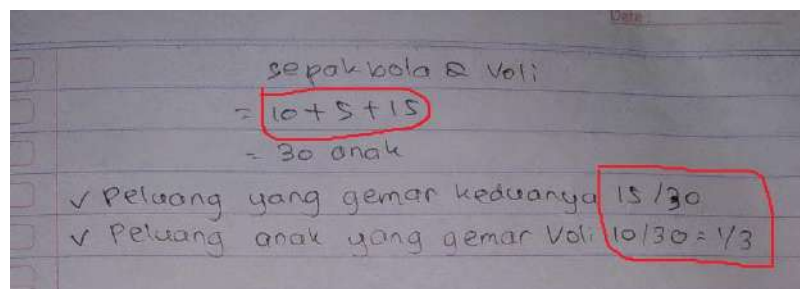 Date:
sepak bola & Voli
= 10 + 5 + 15
= 30 anak
✓ Peluang yang gemar keduanya 15/30
✓ Peluang anak yang gemar Voli 10/30 = 1/3